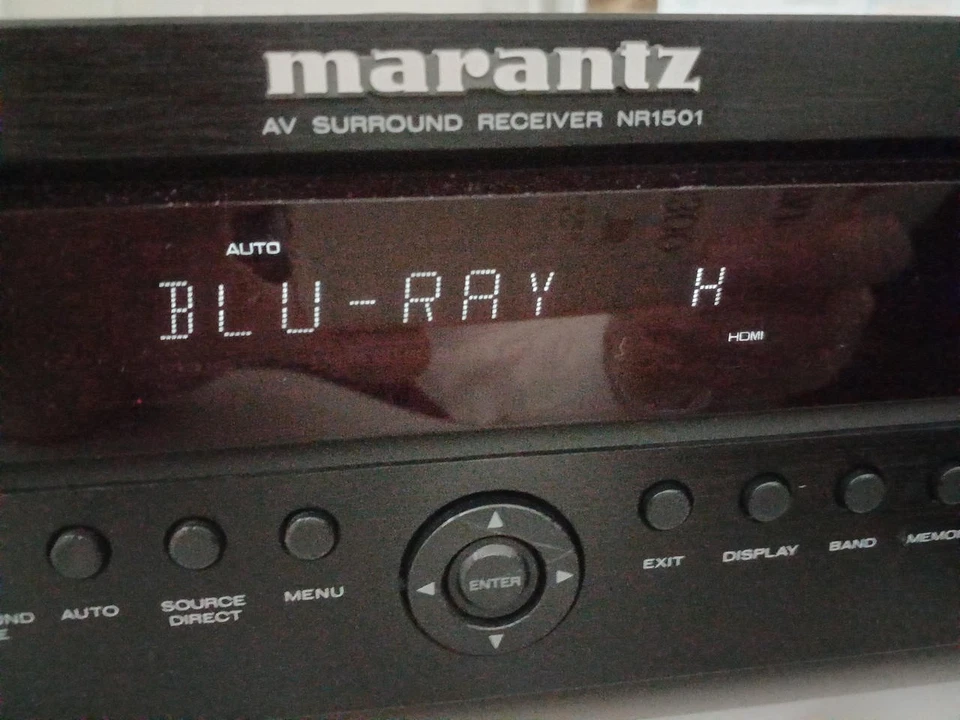 marantz
AV SURROUND RECEIVER NR1501
AUTO
BLU-RAY H
HDMI
AUTO
SOURCE
DIRECT
MENU
ENTER
EXIT
DISPLAY
BAND